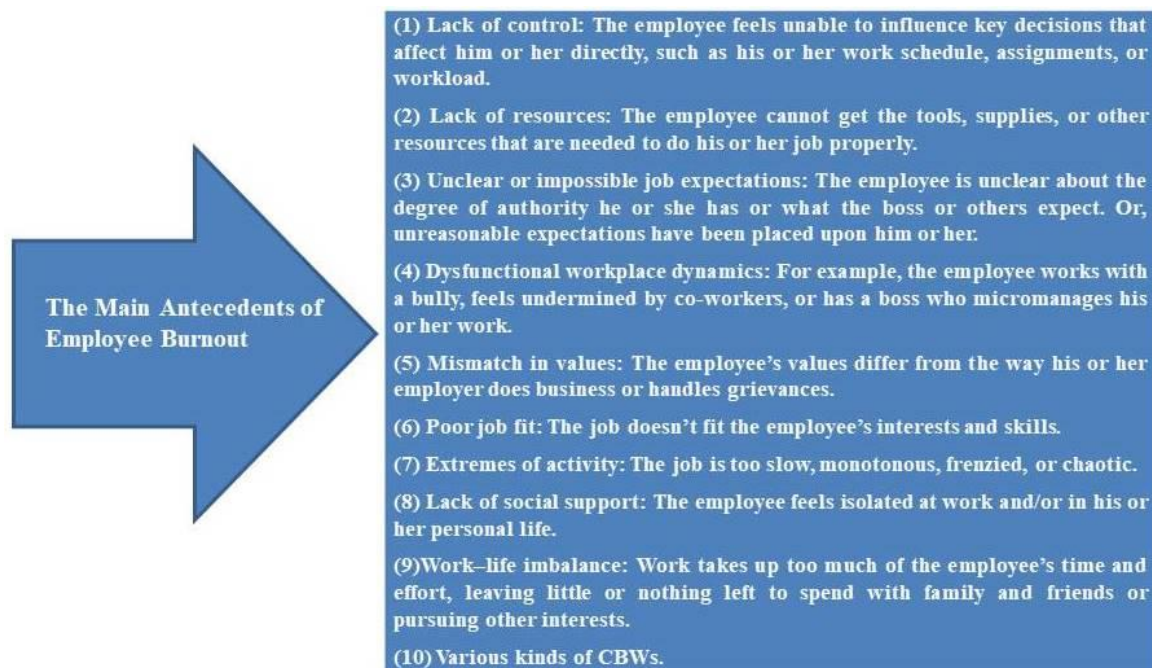 The Main Antecedents of
Employee Burnout
(1) Lack of control: The employee feels unable to influence key decisions that
affect him or her directly, such as his or her work schedule, assignments, or
workload.
(2) Lack of resources: The employee cannot get the tools, supplies, or other
resources that are needed to do his or her job properly.
(3) Unclear or impossible job expectations: The employee is unclear about the
degree of authority he or she has or what the boss or others expect. Or,
unreasonable expectations have been placed upon him or her.
(4) Dysfunctional workplace dynamics: For example, the employee works with
a bully, feels undermined by co-workers, or has a boss who micromanages his
or her work.
(5) Mismatch in values: The employee’s values differ from the way his or her
employer does business or handles grievances.
(6) Poor job fit: The job doesn’t fit the employee’s interests and skills.
(7) Extremes of activity: The job is too slow, monotonous, frenzied, or chaotic.
(8) Lack of social support: The employee feels isolated at work and/or in his or
her personal life.
(9)Work–life imbalance: Work takes up too much of the employee’s time and
effort, leaving little or nothing left to spend with family and friends or
pursuing other interests.
(10) Various kinds of CBWs.